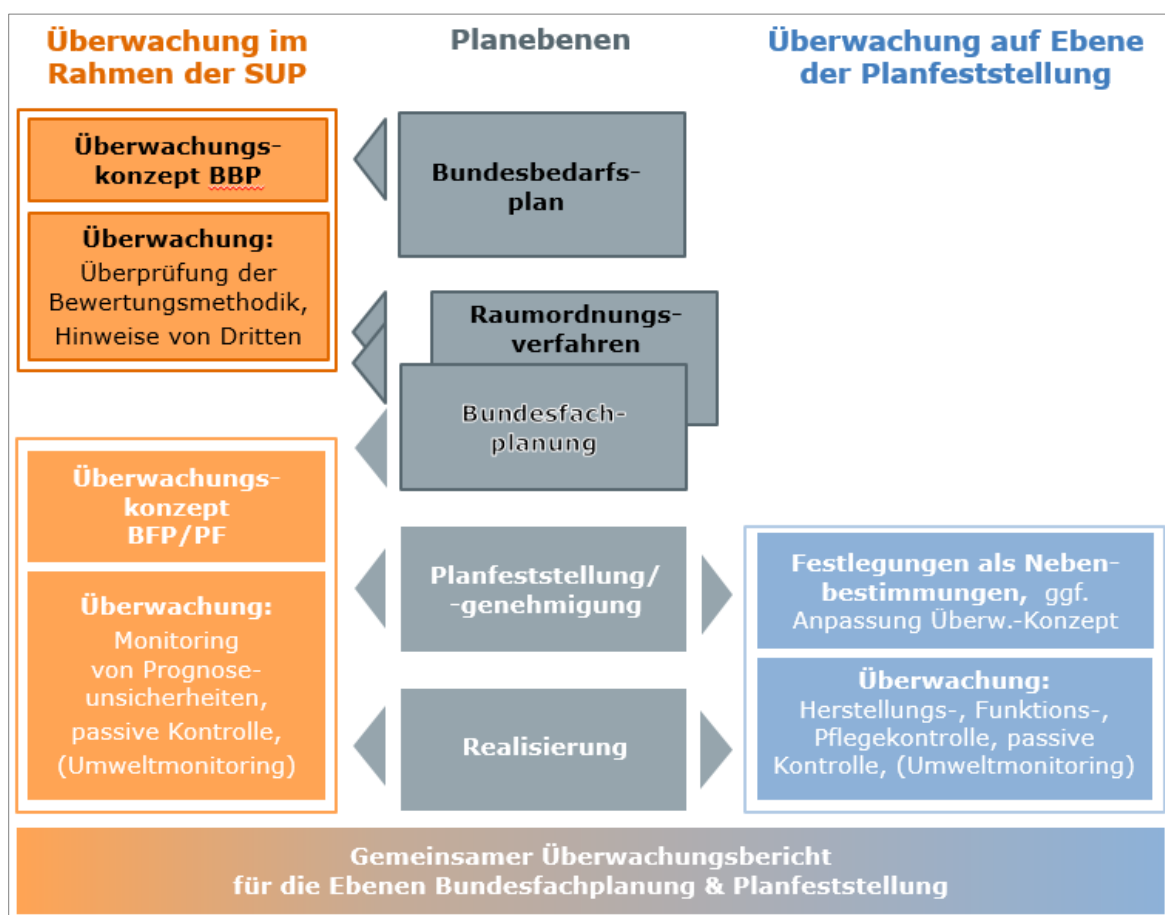 Überwachung im
Rahmen der SUP
Planebenen
Überwachung auf Ebene
der Planfeststellung
Überwachungs-
konzept BBP
Überwachung:
Überprüfung der
Bewertungsmethodik,
Hinweise von Dritten
Bundesbedarfs-
plan
Raumordnungs-
verfahren
Bundesfach-
planung
Überwachungs-
konzept
BFP/PF
Überwachung:
Monitoring
von Prognose-
unsicherheiten,
passive Kontrolle,
(Umweltmonitoring)
Planfeststellung/
-genehmigung
Realisierung
Festlegungen als Neben-
bestimmungen, ggf.
Anpassung Überw.-Konzept
Überwachung:
Herstellungs-, Funktions-,
Pflegekontrolle, passive
Kontrolle, (Umweltmonitoring)
Gemeinsamer Überwachungsbericht
für die Ebenen Bundesfachplanung & Planfeststellung